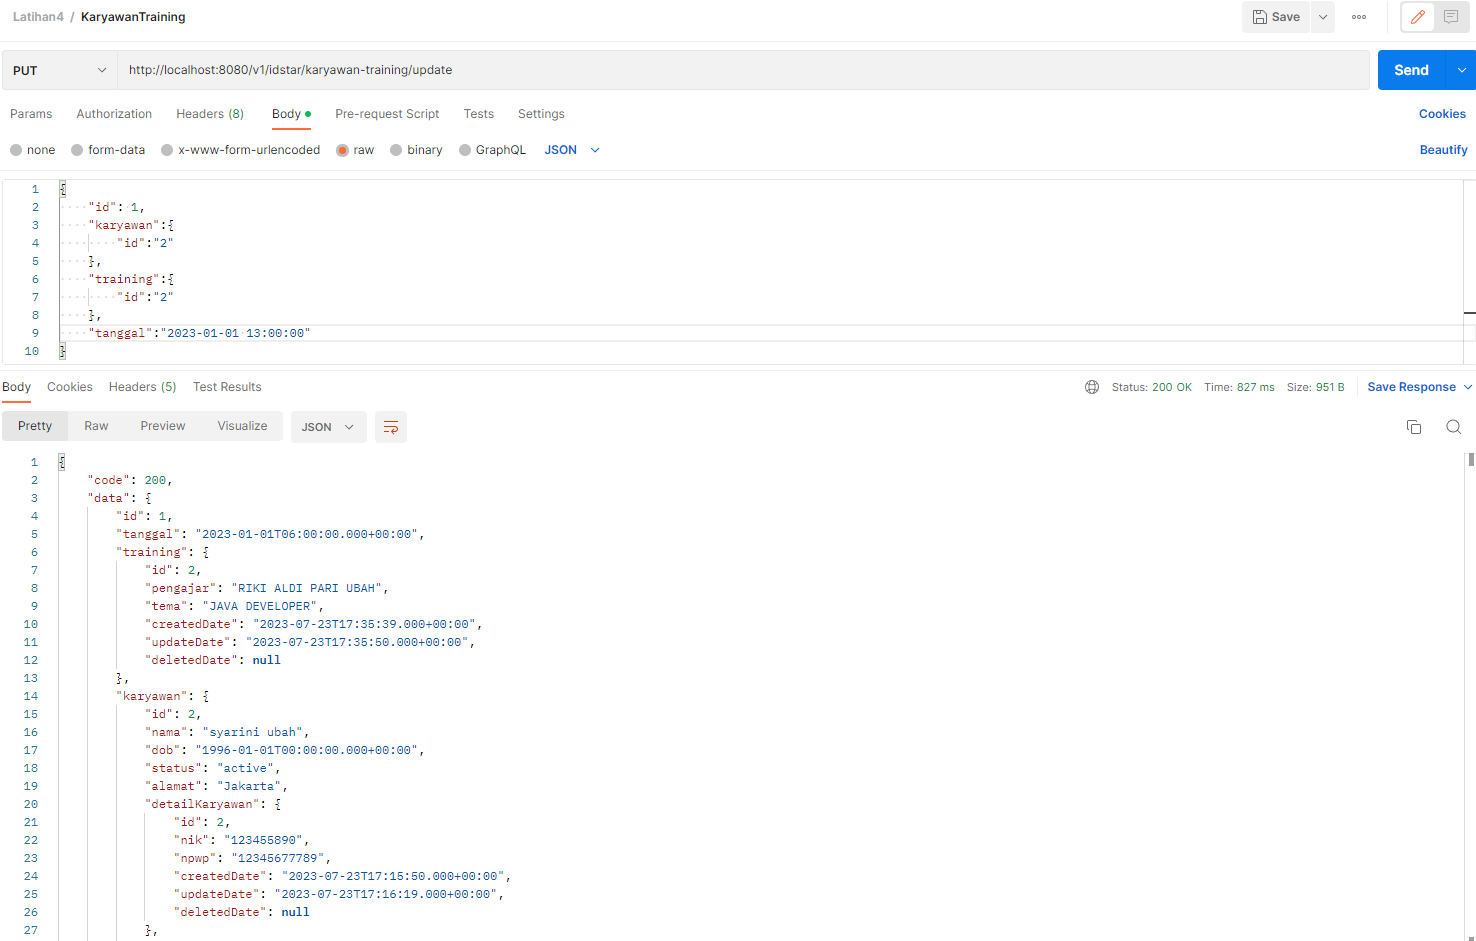 Latihan4 / KaryawanTraining Save
PUT http://localhost:8080/v1/idstar/karyawan-training/update Send
Params Authorization Headers (8) Body Pre-request Script Tests Settings Cookies
none form-data x-www-form-urlencoded raw binary GraphQL JSON Beautify
1 {
2 "id": 1,
3 "karyawan":{
4 "id":"2"
5 },
6 "training":{
7 "id":"2"
8 },
9 "tanggal":"2023-01-01 13:00:00"
10 }
Body Cookies Headers (5) Test Results Status: 200 OK Time: 827 ms Size: 951 B Save Response
Pretty Raw Preview Visualize JSON
1 {
2 "code": 200,
3 "data": {
4 "id": 1,
5 "tanggal": "2023-01-01T06:00:00.000+00:00",
6 "training": {
7 "id": 2,
8 "pengajar": "RIKI ALDI PARI UBAH",
9 "tema": "JAVA DEVELOPER",
10 "createdDate": "2023-07-23T17:35:39.000+00:00",
11 "updateDate": "2023-07-23T17:35:50.000+00:00",
12 "deletedDate": null
13 },
14 "karyawan": {
15 "id": 2,
16 "nama": "syarini ubah",
17 "dob": "1996-01-01T00:00:00.000+00:00",
18 "status": "active",
19 "alamat": "Jakarta",
20 "detailKaryawan": {
21 "id": 2,
22 "nik": "123455890",
23 "npwp": "12345677789",
24 "createdDate": "2023-07-23T17:15:50.000+00:00",
25 "updateDate": "2023-07-23T17:16:19.000+00:00",
26 "deletedDate": null
27 },